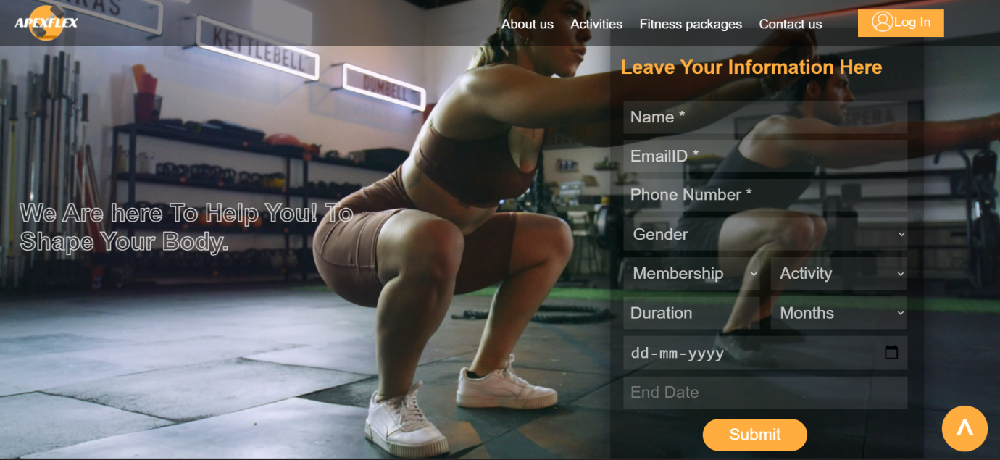 APEXFLEX
About us
Activities
Fitness packages
Contact us
Log In
KETTLEBELL
DUMBELL
Leave Your Information Here
Name *
EmailID *
Phone Number *
We Are here To Help You! To
Shape Your Body.
Gender
Membership
Activity
Duration
Months
dd-mm-yyyy
End Date
Submit